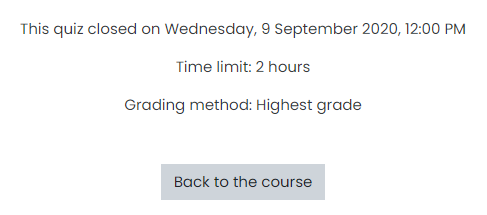 This quiz closed on Wednesday, 9 September 2020, 12:00 PM
Time limit: 2 hours
Grading method: Highest grade
Back to the course